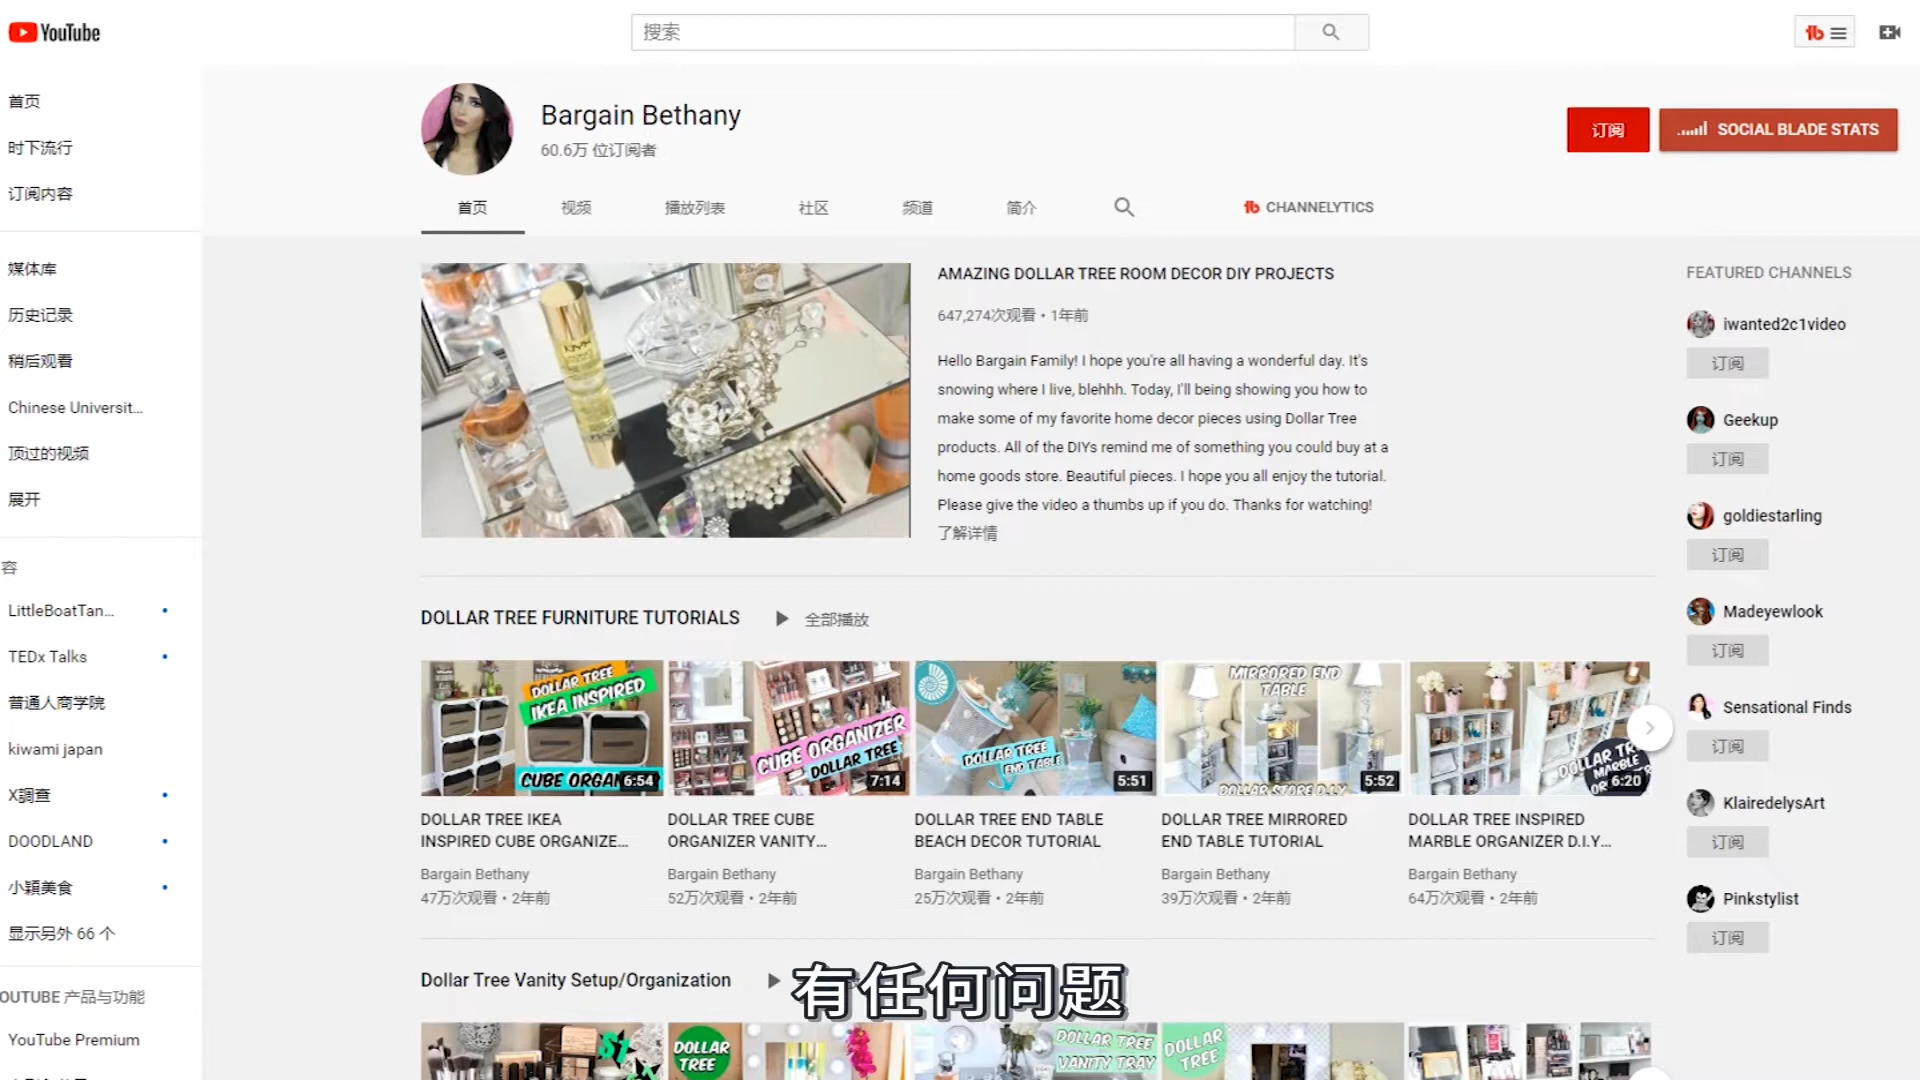 YouTube
搜索
首页
时下流行
订阅内容
媒体库
历史记录
稍后观看
Chinese Universit...
顶过的视频
展开
容
LittleBoatTan...
TEDx Talks
普通人商学院
kiwami japan
X調查
DOODLAND
小穎美食
显示另外 66 个
OUTUBE 产品与功能
YouTube Premium
Bargain Bethany
60.6万 位订阅者
订阅
SOCIAL BLADE STATS
首页
视频
播放列表
社区
频道
简介
CHANNELYTICS
AMAZING DOLLAR TREE ROOM DECOR DIY PROJECTS
647,274次观看・1年前
Hello Bargain Family! I hope you're all having a wonderful day. It's
snowing where I live, blehhh. Today, I'll being showing you how to
make some of my favorite home decor pieces using Dollar Tree
products. All of the DIYs remind me of something you could buy at a
home goods store. Beautiful pieces. I hope you all enjoy the tutorial.
Please give the video a thumbs up if you do. Thanks for watching!
了解详情
DOLLAR TREE FURNITURE TUTORIALS
全部播放
DOLLAR TREE
IKEA INSPIRED
CUBE ORGAN
6:54
CUBE ORGANIZER
DOLLAR TREE
7:14
DOLLAR TREE
END TABLE
5:51
MIRRORED END
TABLE
DOLLAR STORE D.I.Y.
5:52
DOLLAR TR
MARBLE
OR
6:20
DOLLAR TREE IKEA
INSPIRED CUBE ORGANIZE...
Bargain Bethany
47万次观看・2年前
DOLLAR TREE CUBE
ORGANIZER VANITY...
Bargain Bethany
52万次观看・2年前
DOLLAR TREE END TABLE
BEACH DECOR TUTORIAL
Bargain Bethany
25万次观看・2年前
DOLLAR TREE MIRRORED
END TABLE TUTORIAL
Bargain Bethany
39万次观看・2年前
DOLLAR TREE INSPIRED
MARBLE ORGANIZER D.I.Y...
Bargain Bethany
64万次观看・2年前
Dollar Tree Vanity Setup/Organization
有任何问题
$1
DOLLAR
TREE
DOLLAR TREE
VANITY TRAY
DOLLAR
TREE
FEATURED CHANNELS
iwanted2c1video
订阅
Geekup
订阅
goldiestarling
订阅
Madeyewlook
订阅
Sensational Finds
订阅
KlairedelysArt
订阅
Pinkstylist
订阅